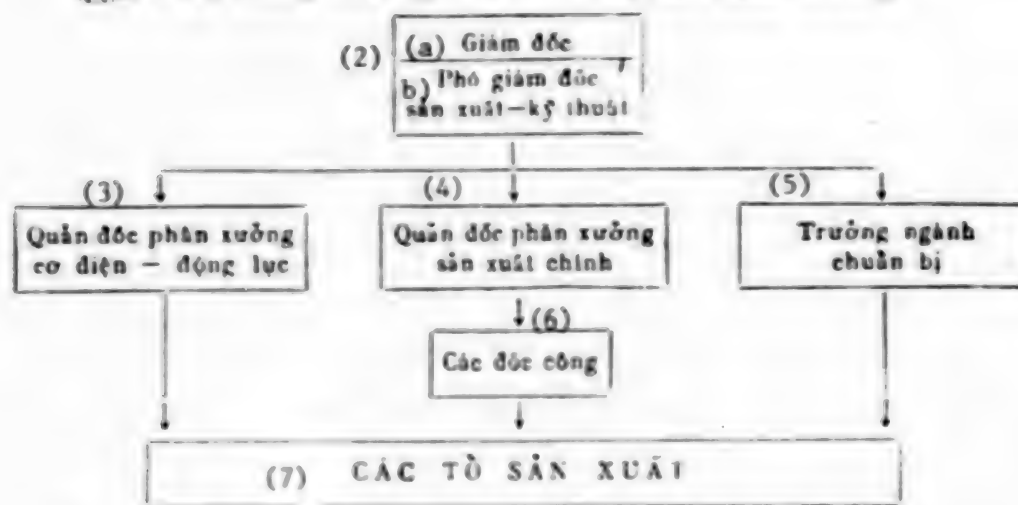 (2) (a) Giám đốc
b) Phó giám đốc
sản xuất—kỹ thuật
(3)
(4)
(5)
Quản đốc phân xưởng
cơ điện — động lực
Quản đốc phân xưởng
sản xuất chính
Trưởng ngành
chuẩn bị
(6)
Các đốc công
(7) CÁC TỔ SẢN XUẤT